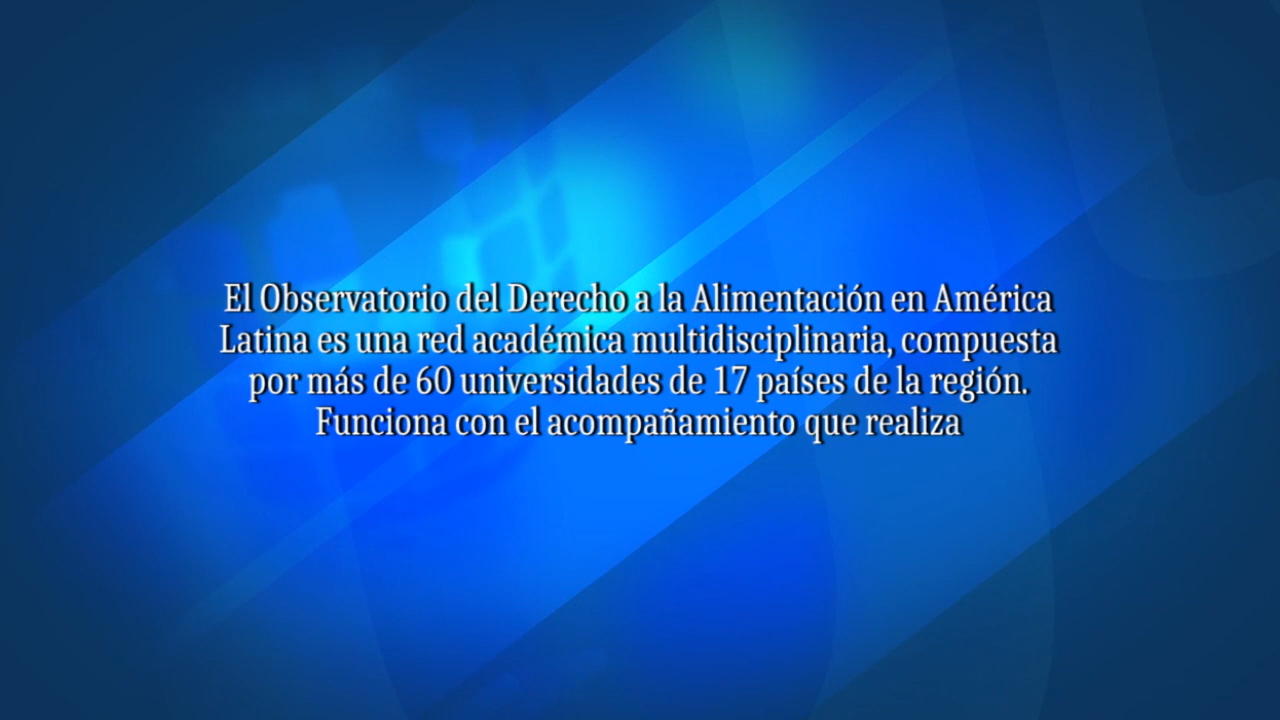 El Observatorio del Derecho a la Alimentación en América
Latina es una red académica multidisciplinaria, compuesta
por más de 60 universidades de 17 países de la región.
Funciona con el acompañamiento que realiza